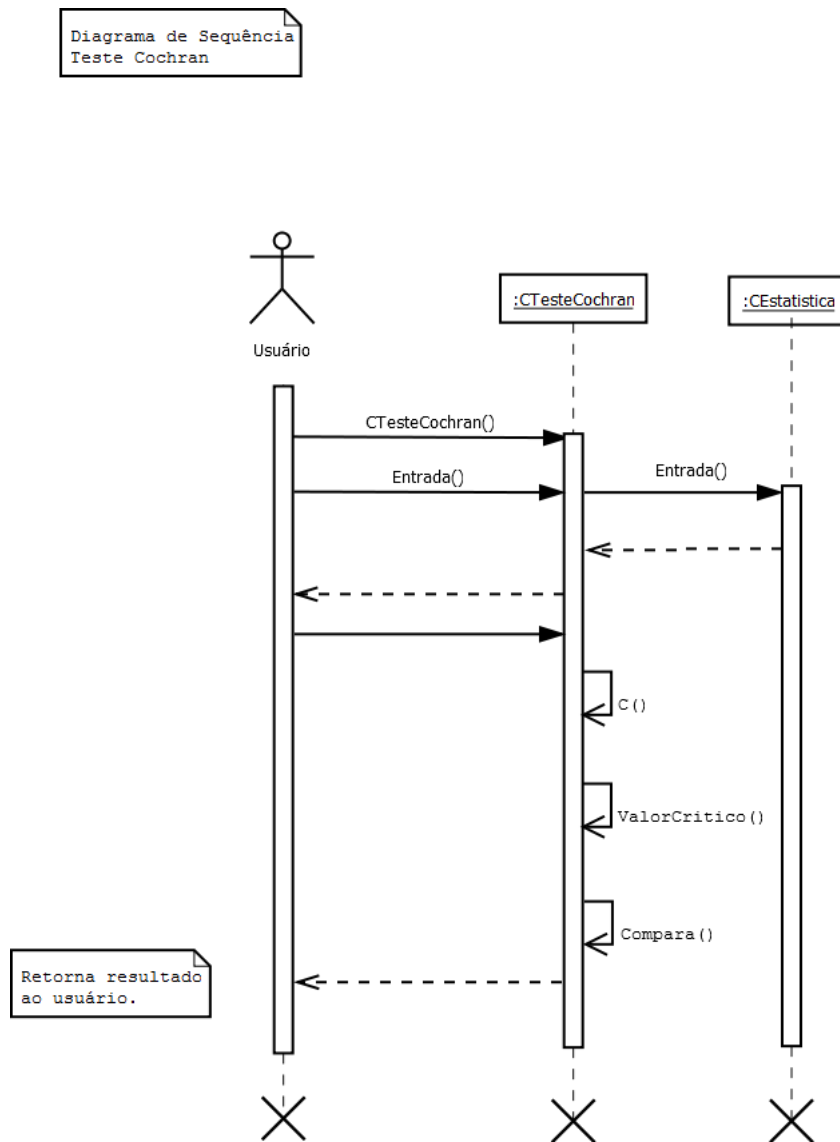 Diagrama de Sequência
Teste Cochran
:CTesteCochran
:CEstatistica
Usuário
CTesteCochran()
Entrada()
Entrada()
C()
ValorCritico()
Compara()
Retorna resultado
ao usuário.